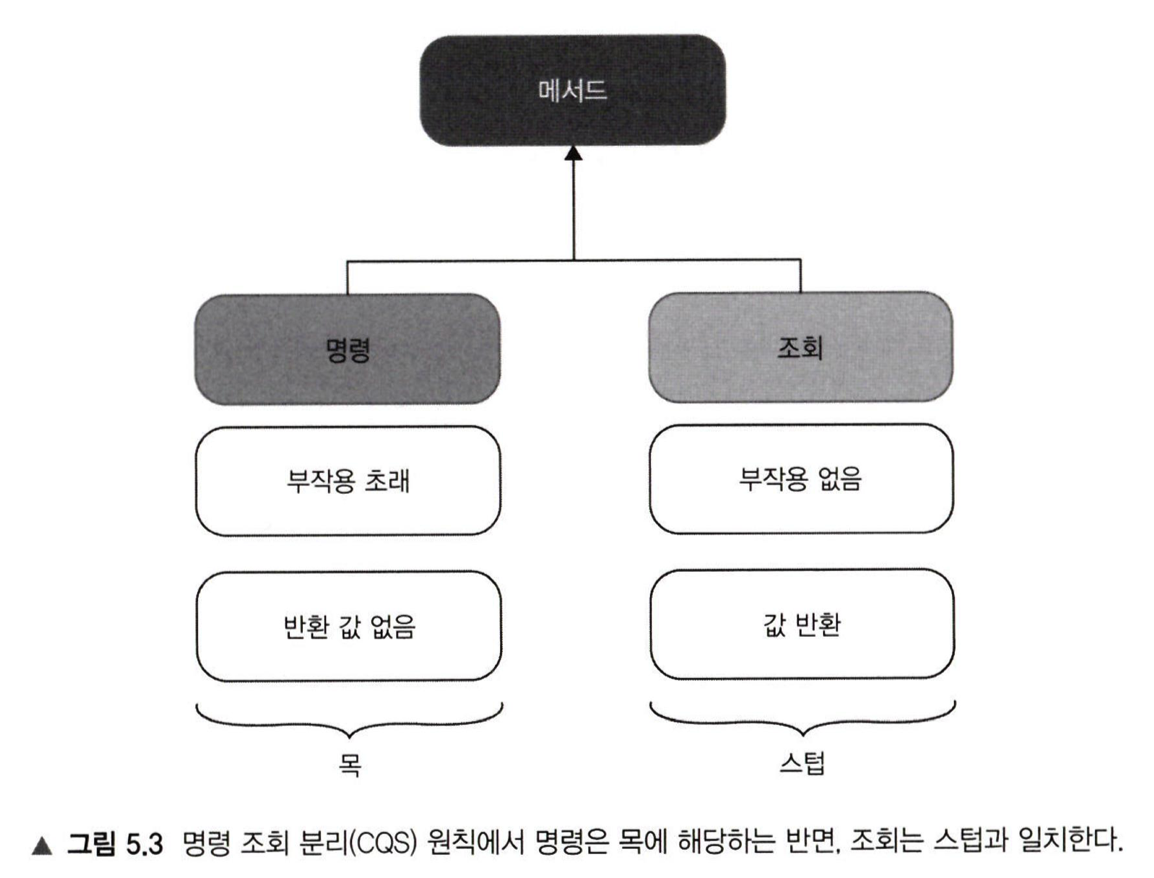 메서드
명령
조회
부작용 초래
부작용 없음
반환 값 없음
값 반환
목
스텁
▲ 그림 5.3 명령 조회 분리(CQS) 원칙에서 명령은 목에 해당하는 반면, 조회는 스텁과 일치한다.